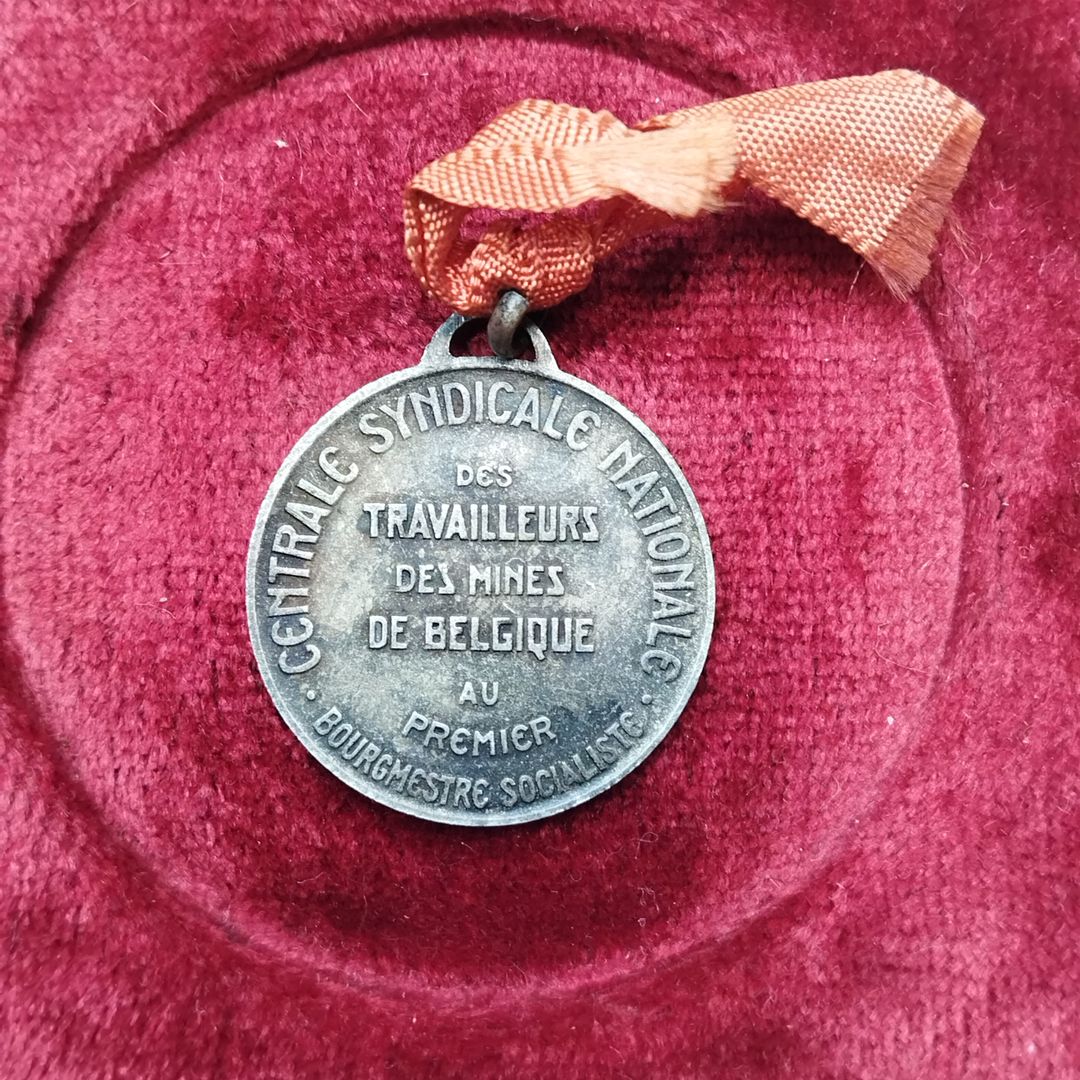 CENTRALE SYNDICALE NATIONALE
DES
TRAVAILLEURS
DES MINES
DE BELGIQUE
AU
PREMIER
· BOURGMESTRE SOCIALISTE ·